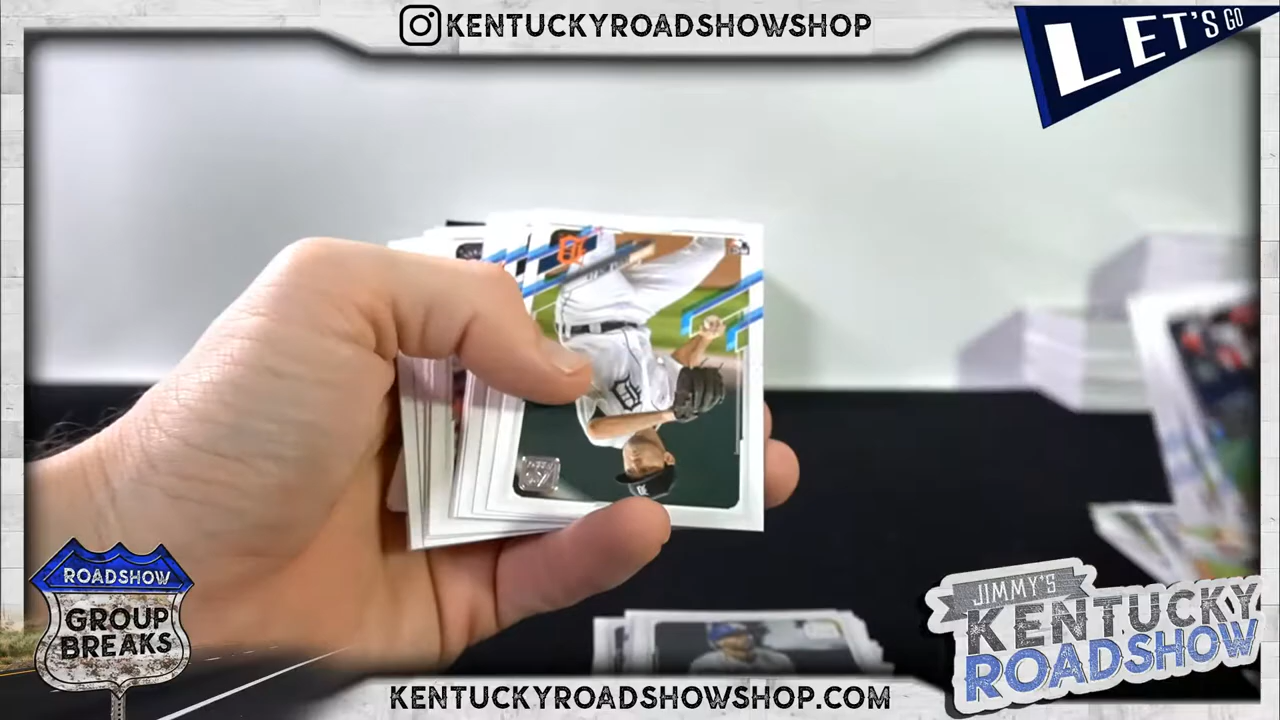 KENTUCKYROADSHOWSHOP
LET'S GO
ROADSHOW
GROUP
BREAKS
JIMMY'S
KENTUCKY
ROADSHOW
KENTUCKYROADSHOWSHOP.COM